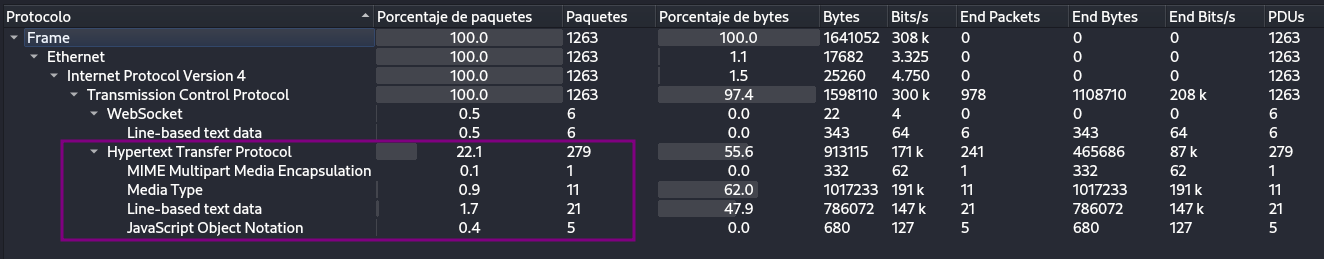 Protocolo Porcentaje de paquetes Paquetes Porcentaje de bytes Bytes Bits/s End Packets End Bytes End Bits/s PDUs
Frame 100.0 1263 100.0 1641052 308 k 0 0 0 1263
Ethernet 100.0 1263 1.1 17682 3.325 0 0 0 1263
Internet Protocol Version 4 100.0 1263 1.5 25260 4.750 0 0 0 1263
Transmission Control Protocol 100.0 1263 97.4 1598110 300 k 978 1108710 208 k 1263
WebSocket 0.5 6 0.0 22 4 0 0 0 6
Line-based text data 0.5 6 0.0 343 64 6 343 64 6
Hypertext Transfer Protocol 22.1 279 55.6 913115 171 k 241 465686 87 k 279
MIME Multipart Media Encapsulation 0.1 1 0.0 332 62 1 332 62 1
Media Type 0.9 11 62.0 1017233 191 k 11 1017233 191 k 11
Line-based text data 1.7 21 47.9 786072 147 k 21 786072 147 k 21
JavaScript Object Notation 0.4 5 0.0 680 127 5 680 127 5